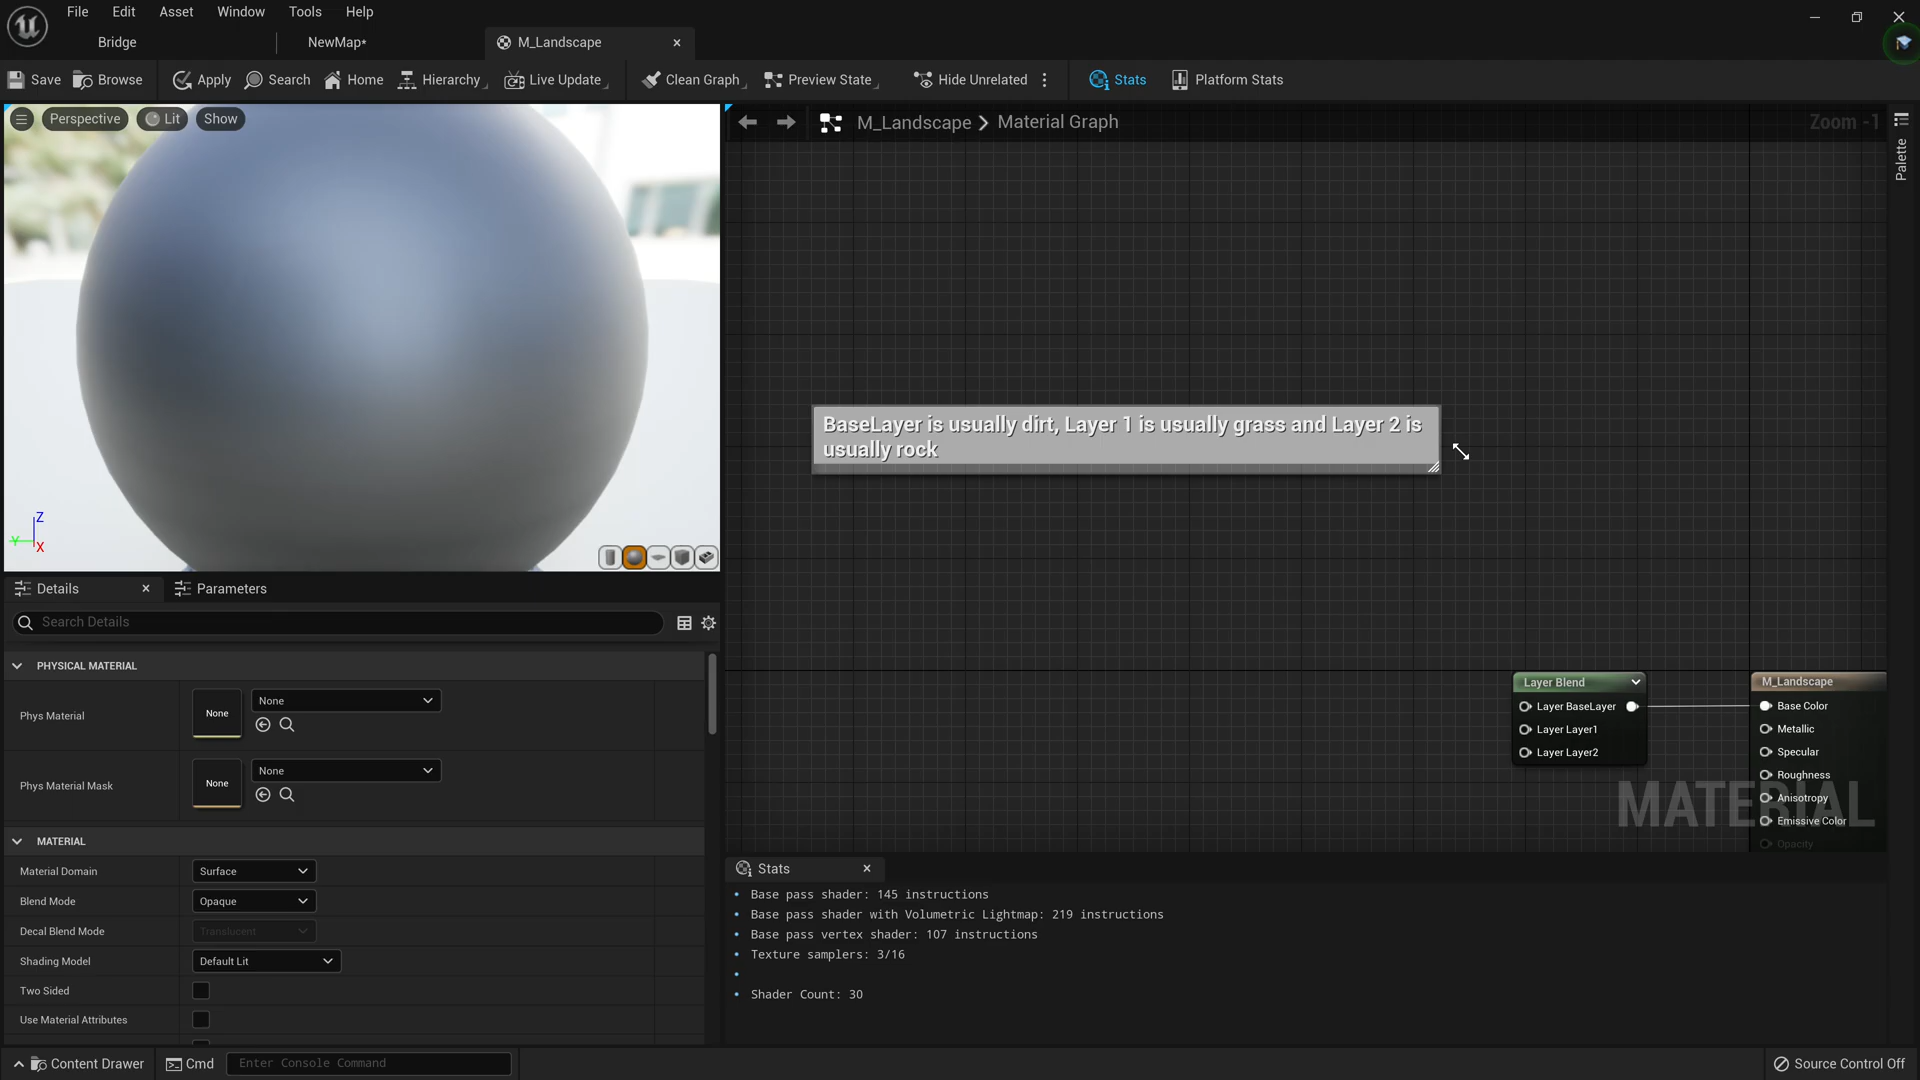 File Edit Asset Window Tools Help
Bridge NewMap* M_Landscape
Save Browse Apply Search Home Hierarchy Live Update Clean Graph Preview State Hide Unrelated Stats Platform Stats
Perspective Lit Show
M_Landscape Material Graph Zoom -1
Palette
BaseLayer is usually dirt, Layer 1 is usually grass and Layer 2 is
usually rock
Z
Y
X
Layer Blend
Layer BaseLayer
Layer Layer1
Layer Layer2
M_Landscape
Base Color
Metallic
Specular
Roughness
Anisotropy
Emissive Color
Opacity
MATERIAL
Details Parameters
Search Details
PHYSICAL MATERIAL
Phys Material None None
Phys Material Mask None None
MATERIAL
Material Domain Surface
Blend Mode Opaque
Decal Blend Mode Translucent
Shading Model Default Lit
Two Sided
Use Material Attributes
Stats
Base pass shader: 145 instructions
Base pass shader with Volumetric Lightmap: 219 instructions
Base pass vertex shader: 107 instructions
Texture samplers: 3/16
Shader Count: 30
Content Drawer Cmd Enter Console Command Source Control Off